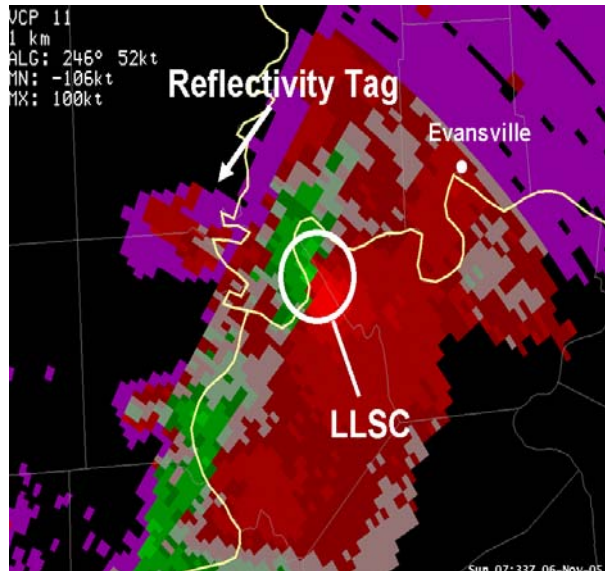 VCP 11
1 km
ALG: 246° 52kt
MN: -106kt
MX: 100kt
Reflectivity Tag
Evansville
LLSC
Sun 07:33Z 06-Nov-05